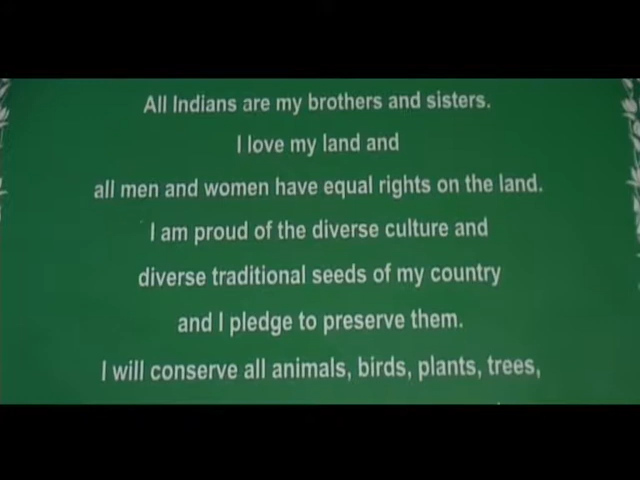 All Indians are my brothers and sisters.
I love my land and
all men and women have equal rights on the land.
I am proud of the diverse culture and
diverse traditional seeds of my country
and I pledge to preserve them.
I will conserve all animals, birds, plants, trees,